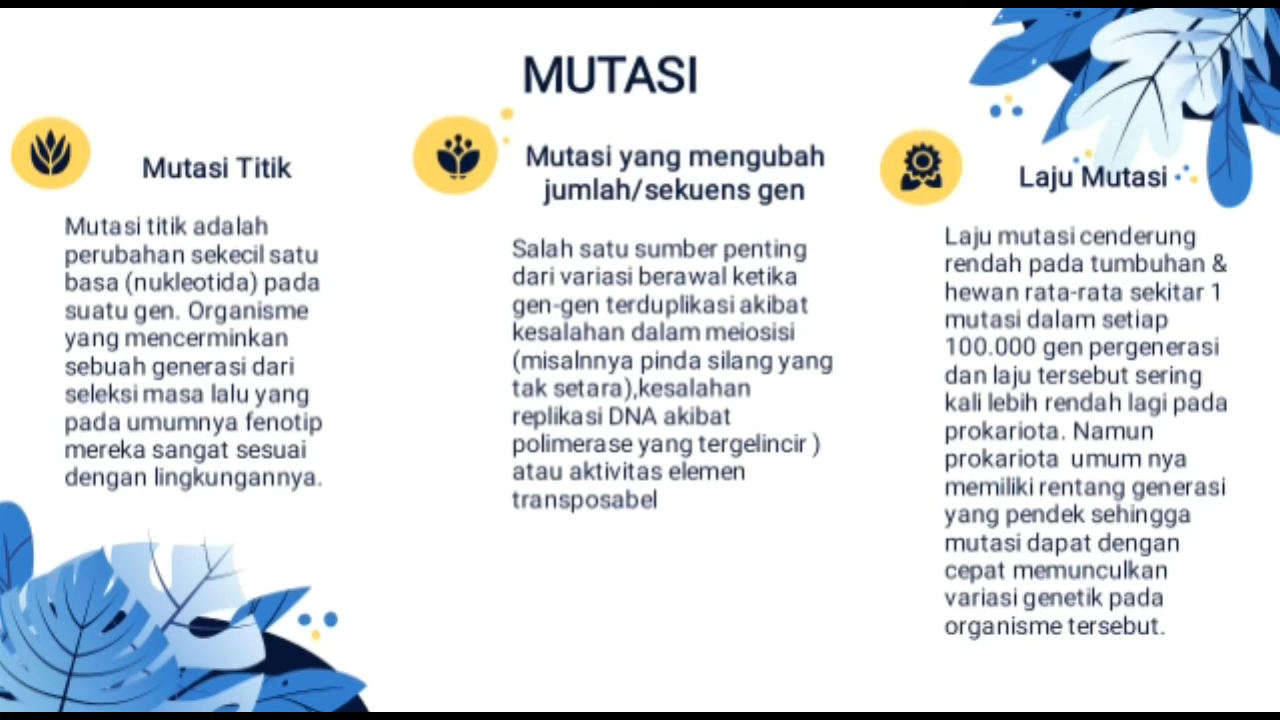 MUTASI
Mutasi Titik
Mutasi titik adalah
perubahan sekecil satu
basa (nukleotida) pada
suatu gen. Organisme
yang mencerminkan
sebuah generasi dari
seleksi masa lalu yang
pada umumnya fenotip
mereka sangat sesuai
dengan lingkungannya.
Mutasi yang mengubah
jumlah/sekuens gen
Salah satu sumber penting
dari variasi berawal ketika
gen-gen terduplikasi akibat
kesalahan dalam meiosisi
(misalnnya pinda silang yang
tak setara),kesalahan
replikasi DNA akibat
polimerase yang tergelincir )
atau aktivitas elemen
transposabel
Laju Mutasi
Laju mutasi cenderung
rendah pada tumbuhan &
hewan rata-rata sekitar 1
mutasi dalam setiap
100.000 gen pergenerasi
dan laju tersebut sering
kali lebih rendah lagi pada
prokariota. Namun
prokariota  umum nya
memiliki rentang generasi
yang pendek sehingga
mutasi dapat dengan
cepat memunculkan
variasi genetik pada
organisme tersebut.